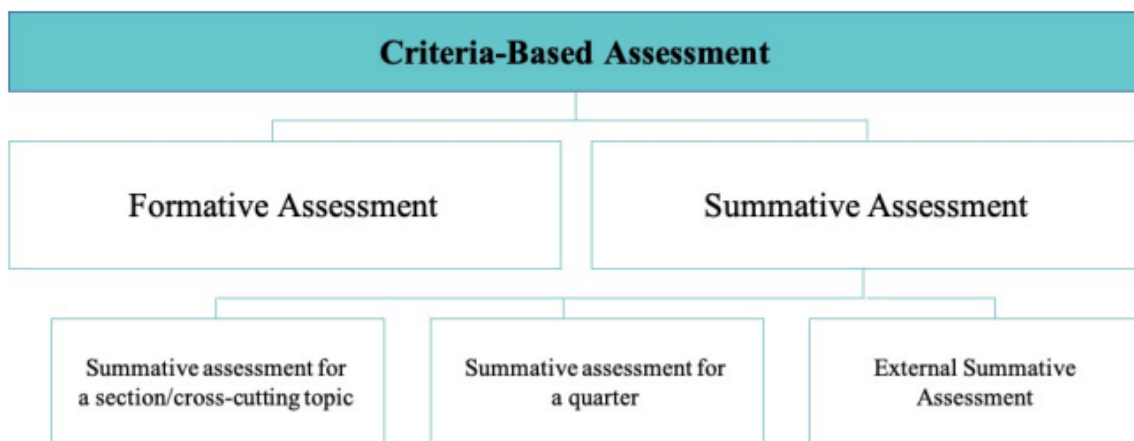 Criteria-Based Assessment
Formative Assessment
Summative Assessment
Summative assessment for
a section/cross-cutting topic
Summative assessment for
a quarter
External Summative
Assessment